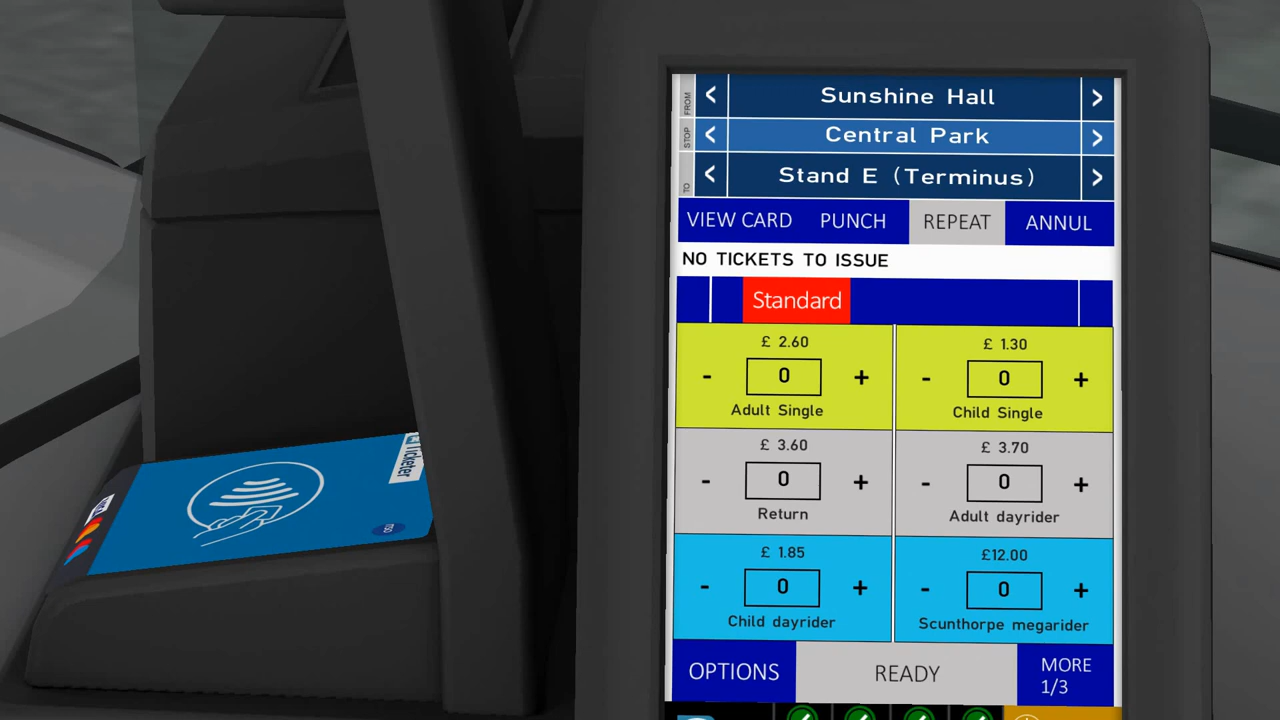 FROM < Sunshine Hall >
STOP < Central Park >
TO < Stand E (Terminus) >
VIEW CARD PUNCH REPEAT ANNUL
NO TICKETS TO ISSUE
Standard
£ 2.60
- 0 +
Adult Single
£ 1.30
- 0 +
Child Single
£ 3.60
- 0 +
Return
£ 3.70
- 0 +
Adult dayrider
£ 1.85
- 0 +
Child dayrider
£12.00
- 0 +
Scunthorpe megarider
OPTIONS READY MORE
1/3
Ticketer